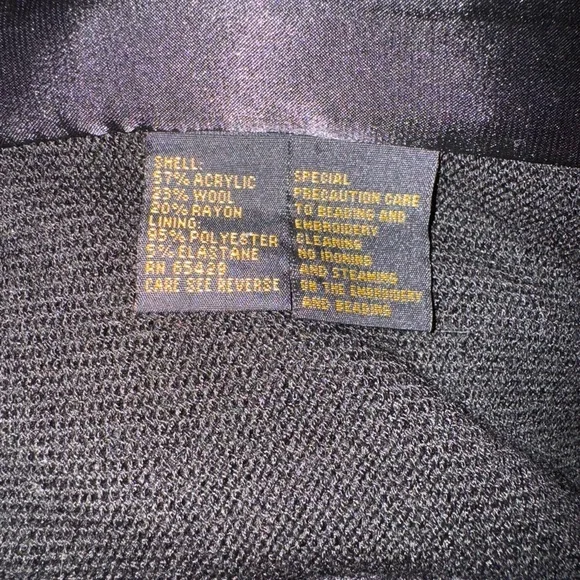 SHELL:
57% ACRYLIC
23% WOOL
20% RAYON
LINING:
95% POLYESTER
5% ELASTANE
RN 65429
CARE SEE REVERSE
SPECIAL
PRECAUTION CARE
TO BEADING AND
EMBROIDERY
CLEANING
NO IRONING
AND STEAMING
ON THE EMBROIDERY
AND BEADING